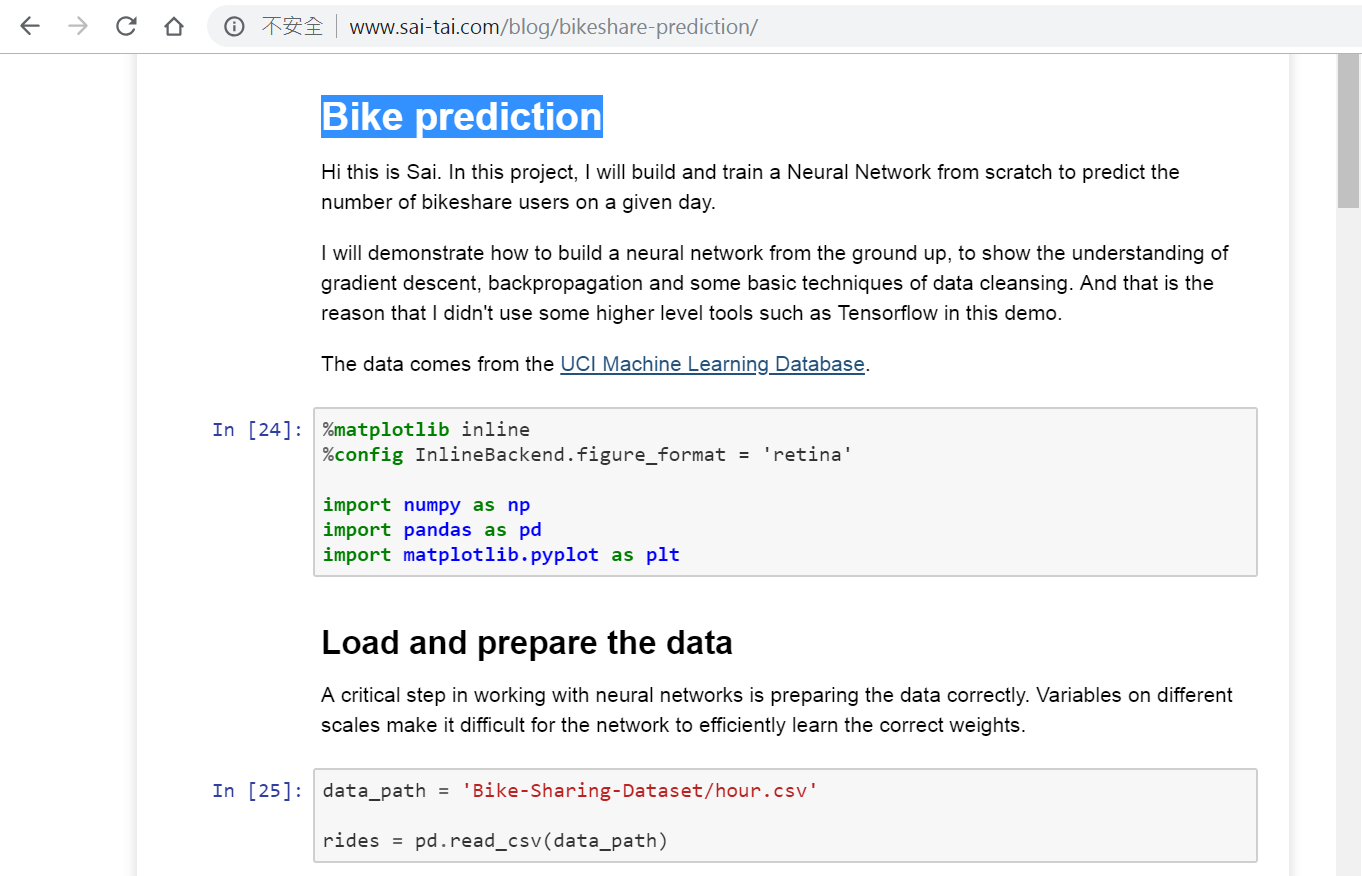 不安全 www.sai-tai.com/blog/bikeshare-prediction/
Bike prediction
Hi this is Sai. In this project, I will build and train a Neural Network from scratch to predict the
number of bikeshare users on a given day.
I will demonstrate how to build a neural network from the ground up, to show the understanding of
gradient descent, backpropagation and some basic techniques of data cleansing. And that is the
reason that I didn't use some higher level tools such as Tensorflow in this demo.
The data comes from the UCI Machine Learning Database.
In [24]: %matplotlib inline
%config InlineBackend.figure_format = 'retina'
import numpy as np
import pandas as pd
import matplotlib.pyplot as plt
Load and prepare the data
A critical step in working with neural networks is preparing the data correctly. Variables on different
scales make it difficult for the network to efficiently learn the correct weights.
In [25]: data_path = 'Bike-Sharing-Dataset/hour.csv'
rides = pd.read_csv(data_path)